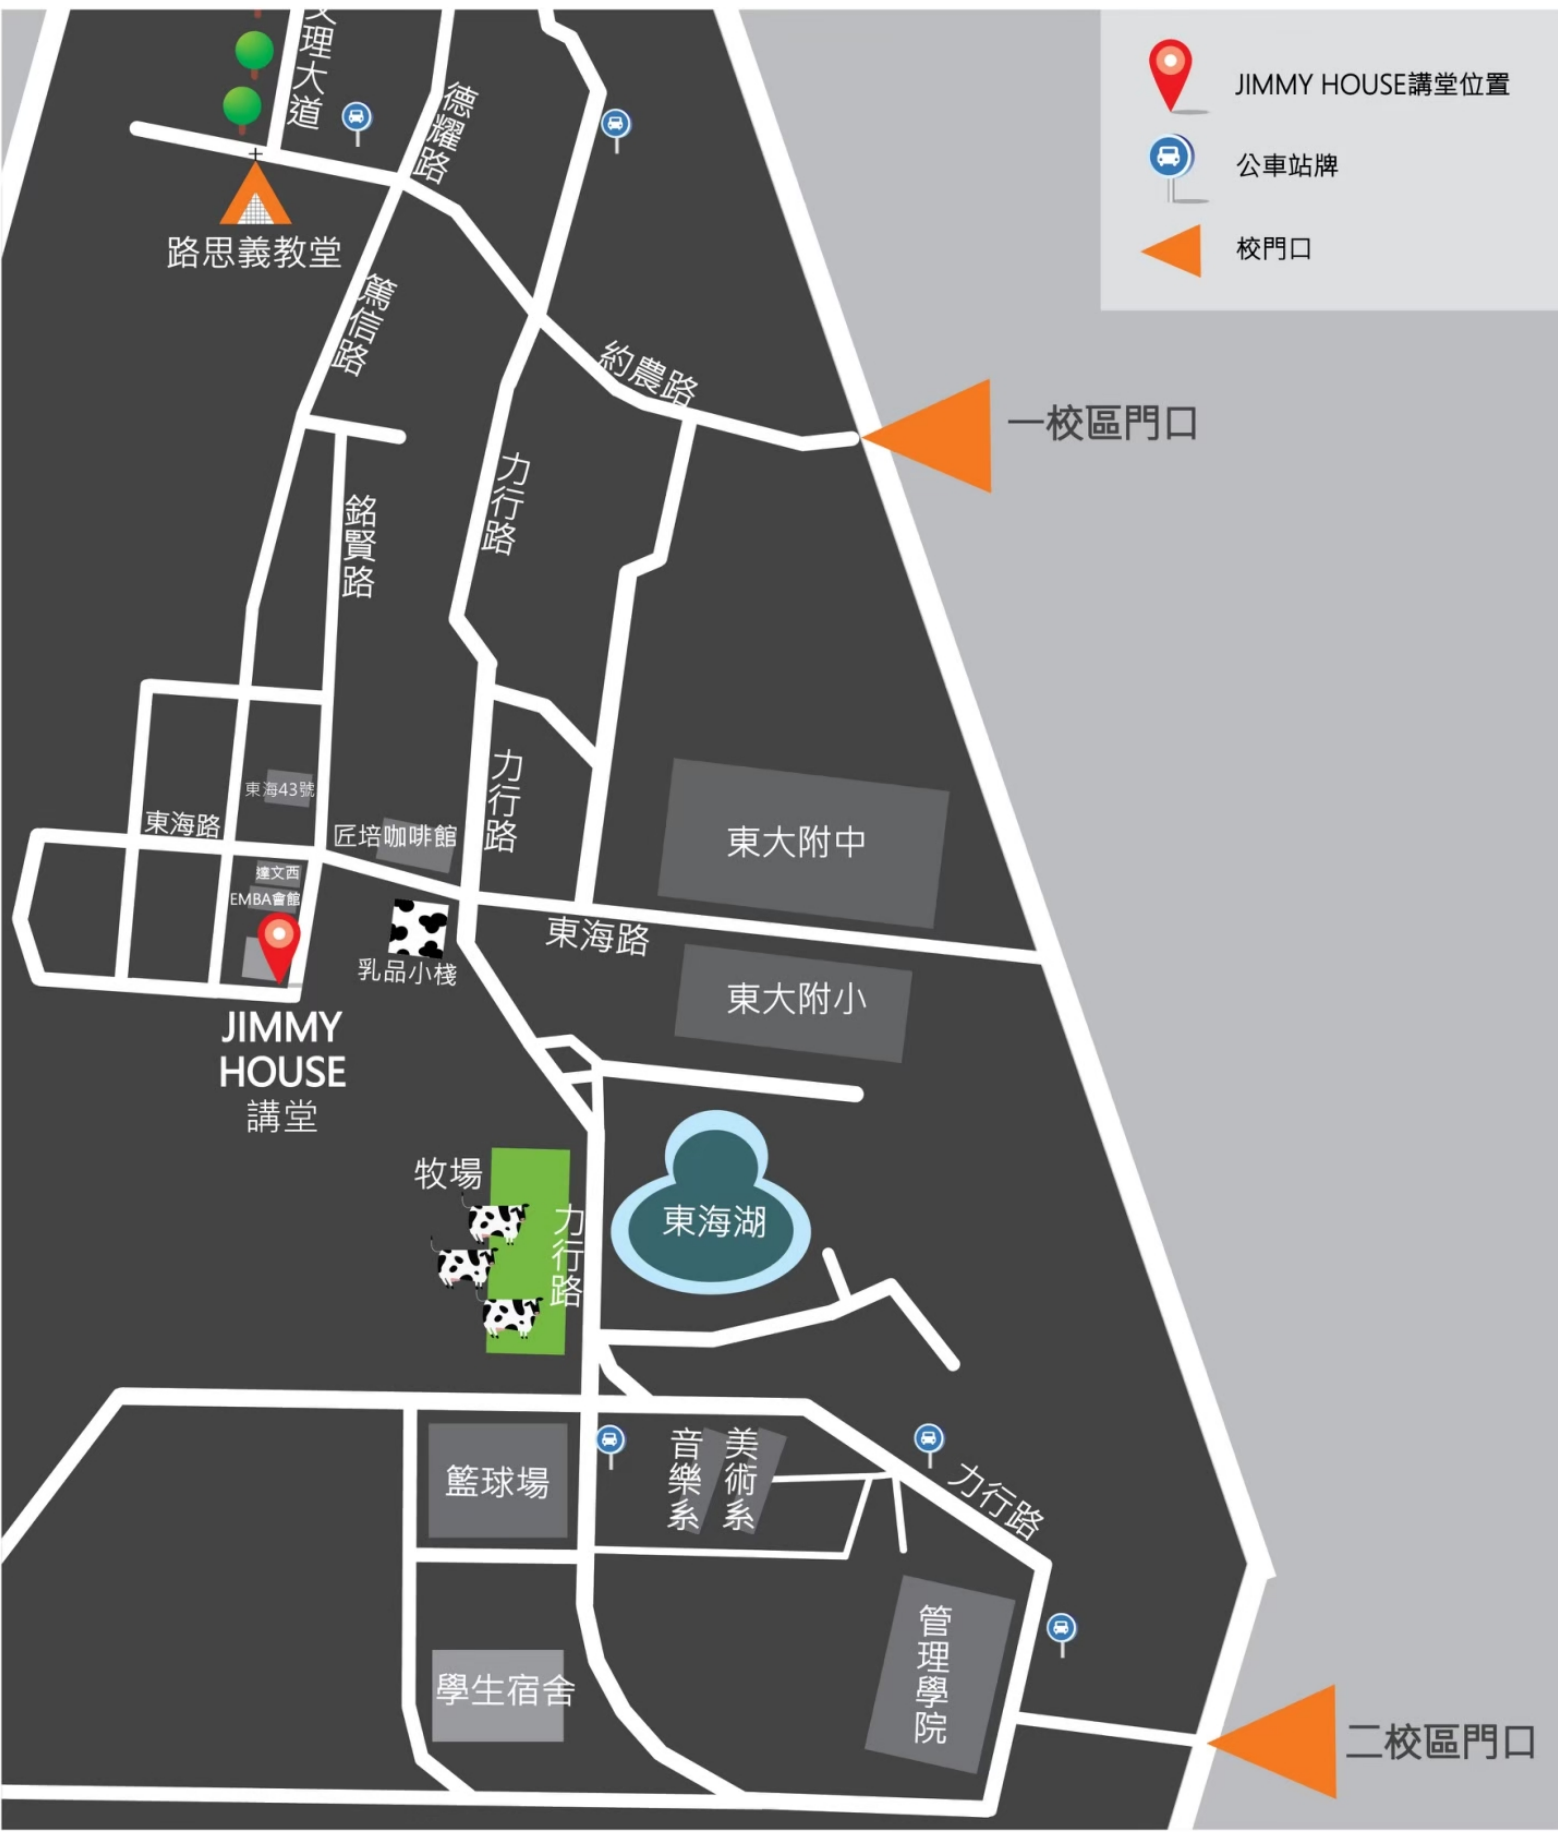 文理大道
德耀路
路思義教堂
篤信路
約農路
一校區門口
力行路
銘賢路
力行路
東海43號
東海路
匠培咖啡館
達文西
EMBA會館
東大附中
東海路
乳品小棧
東大附小
JIMMY
HOUSE
講堂
牧場
力行路
東海湖
籃球場
音樂系
美術系
力行路
管理學院
學生宿舍
二校區門口
JIMMY HOUSE講堂位置
公車站牌
校門口